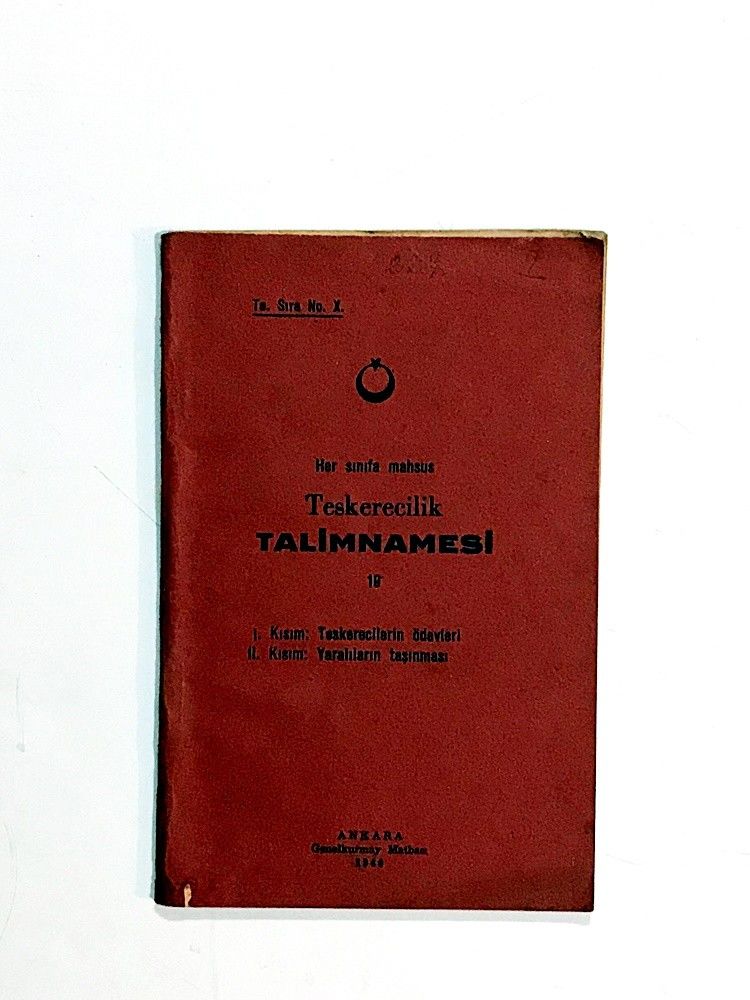 Ta. Sıra No. X.
Her sınıfa mahsus
Teskerecilik
TALİMNAMESİ
19
I. Kısım: Teskerecilerin ödevleri
II. Kısım: Yaralıların taşınması
ANKARA
Genelkurmay Matbaası